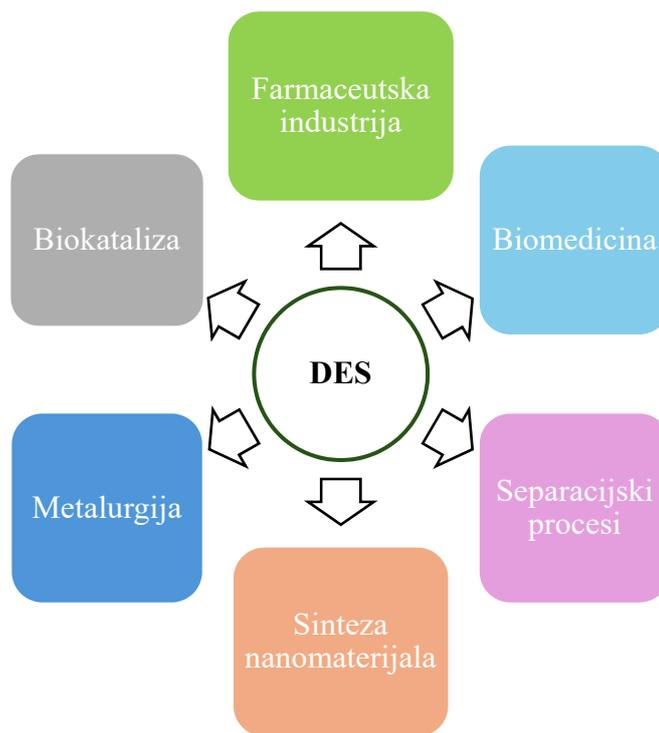 Farmaceutska
industrija
Biokataliza
Biomedicina
DES
Metalurgija
Separacijski
procesi
Sinteza
nanomaterijala